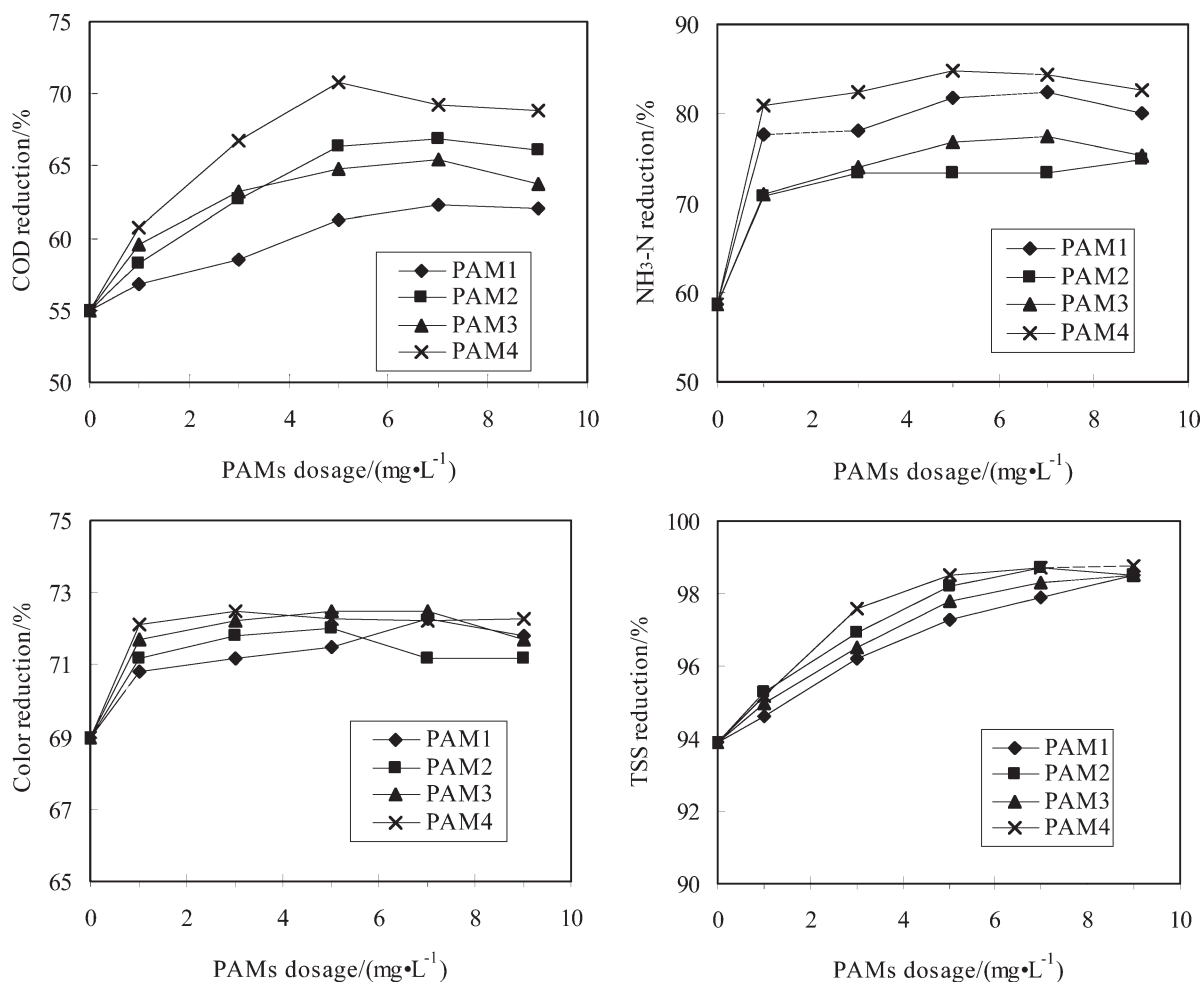 75
70
65
60
55
50
COD reduction/%
PAM1
PAM2
PAM3
PAM4
0 2 4 6 8 10
PAMs dosage/(mg•L⁻¹)
90
80
70
60
50
NH₃-N reduction/%
PAM1
PAM2
PAM3
PAM4
0 2 4 6 8 10
PAMs dosage/(mg•L⁻¹)
75
73
71
69
67
65
Color reduction/%
PAM1
PAM2
PAM3
PAM4
0 2 4 6 8 10
PAMs dosage/(mg•L⁻¹)
100
98
96
94
92
90
TSS reduction/%
PAM1
PAM2
PAM3
PAM4
0 2 4 6 8 10
PAMs dosage/(mg•L⁻¹)